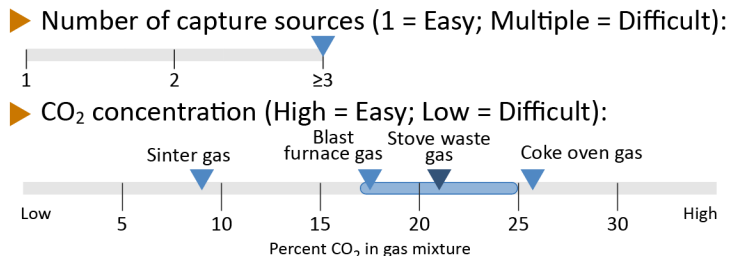 Number of capture sources (1 = Easy; Multiple = Difficult):
1 2 ≥3
CO₂ concentration (High = Easy; Low = Difficult):
Sinter gas
Blast
furnace gas
Stove waste
gas
Coke oven gas
Low 5 10 15 20 25 30 High
Percent CO₂ in gas mixture